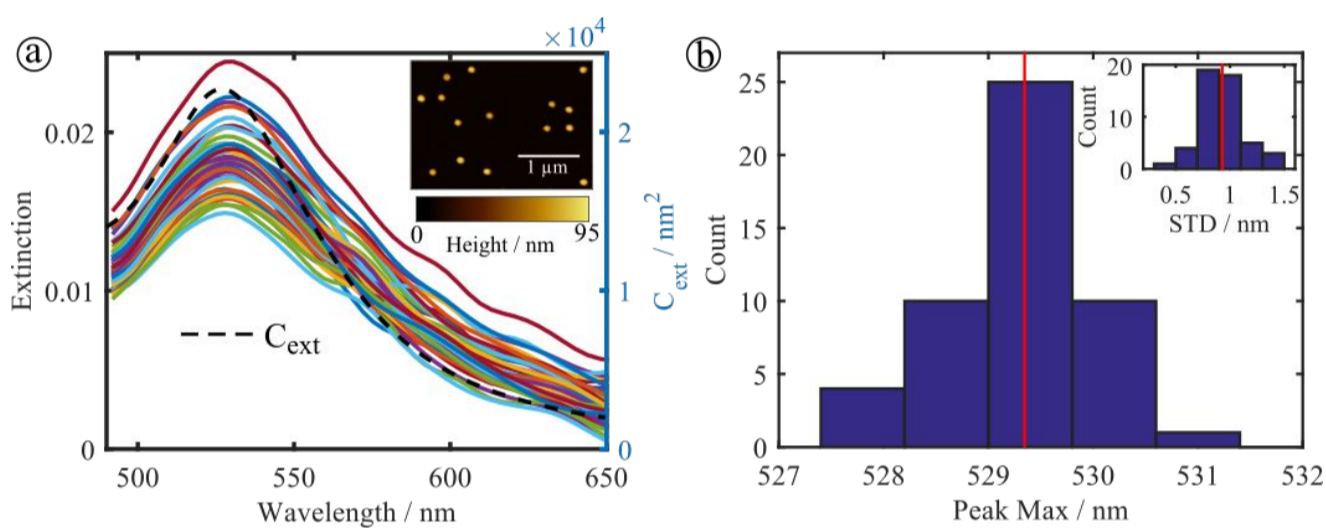 a
×10⁴
0.02
0.01
0
Extinction
500
550
600
650
Wavelength / nm
2
1
0
C_ext / nm²
C_ext
1 µm
0
95
Height / nm
b
25
20
15
10
5
0
Count
527
528
529
530
531
532
Peak Max / nm
20
10
0
Count
0.5
1
1.5
STD / nm